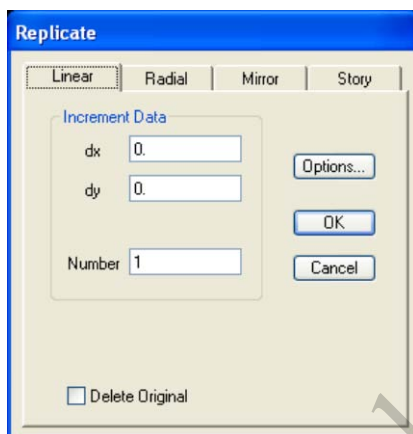 Replicate
Linear Radial Mirror Story
Increment Data
dx 0.
dy 0.
Number 1
Options...
OK
Cancel
Delete Original